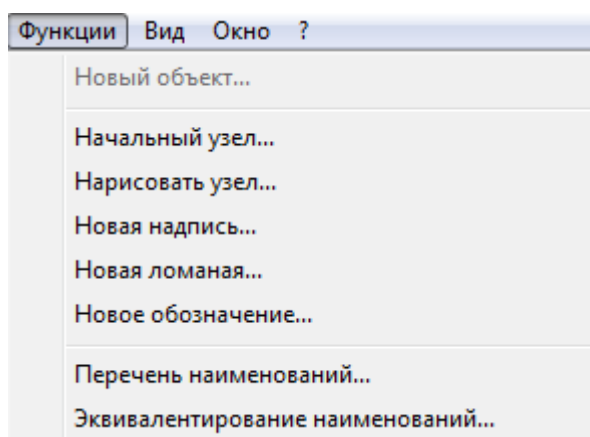 Функции Вид Окно ?
Новый объект...
Начальный узел...
Нарисовать узел...
Новая надпись...
Новая ломаная...
Новое обозначение...
Перечень наименований...
Эквивалентирование наименований...